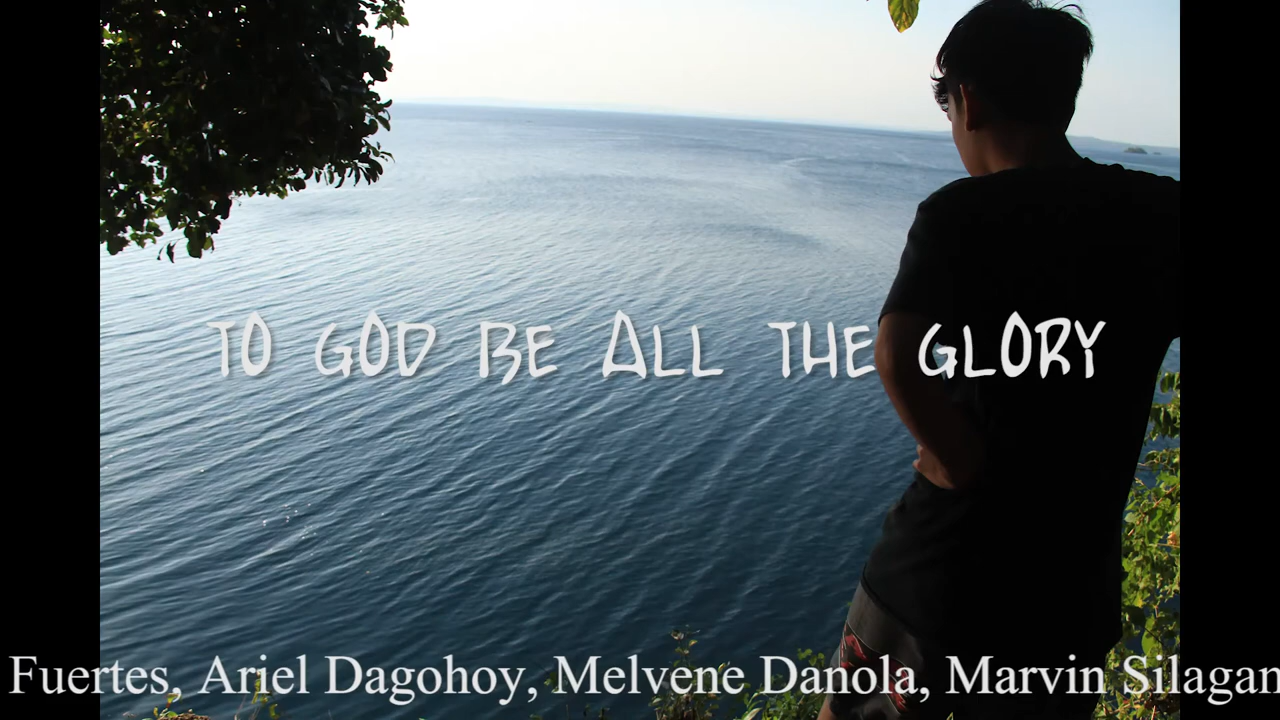 TO GOD BE ALL THE GLORY
Fuertes, Ariel Dagohoy, Melvene Danola, Marvin Silagan